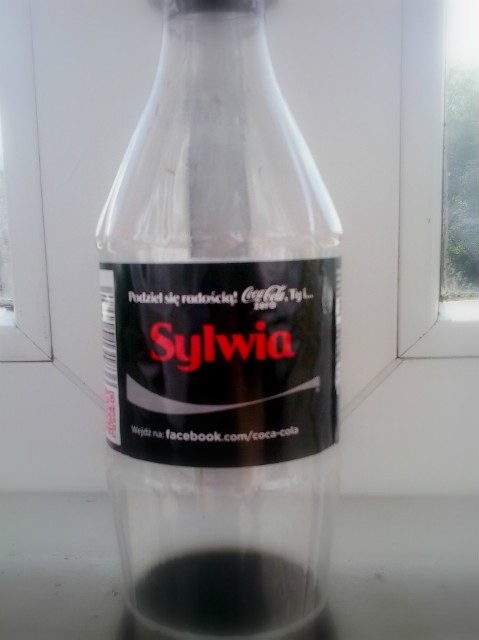 Podziel się radością! Coca-Cola zero, Ty i...
Sylwia
Wejdź na: facebook.com/coca-cola